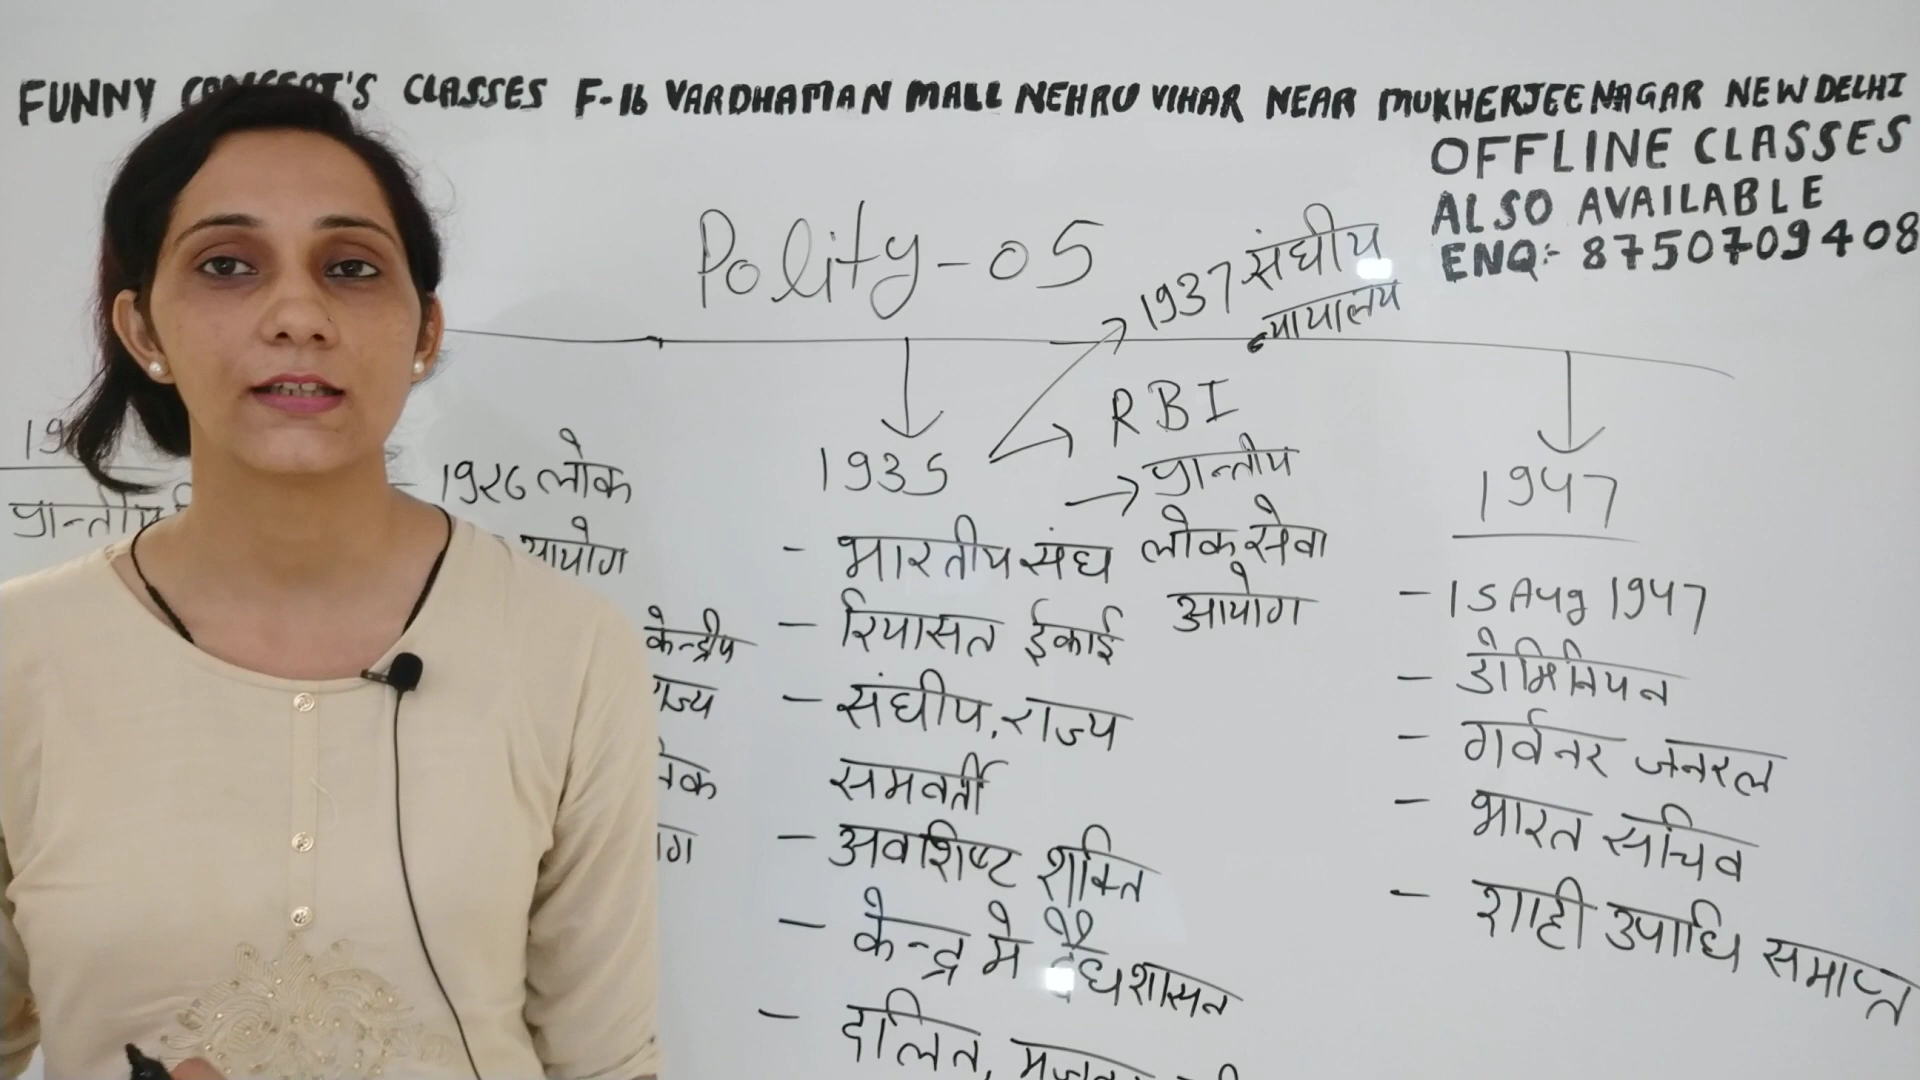 FUNNY CONCEPT'S CLASSES F-16 VARDHAMAN MALL NEHRU VIHAR NEAR MUKHERJEE NAGAR NEW DELHI
OFFLINE CLASSES
ALSO AVAILABLE
ENQ:- 8750709408
Polity-05
1937 संघीय
न्यायालय
RBI
प्रान्तीय
लोक सेवा
आयोग
1926 लोक
आयोग
केन्द्रीय
1935
- भारतीय संघ
- रियासत ईकाई
- संघीय, राज्य
समवर्ती
- अवशिष्ट शक्ति
- केन्द्र मे द्वैध शासन
- दलित,
1947
- 15 Aug 1947
- डोमिनियन
- गर्वनर जनरल
- भारत सचिव
- शाही उपाधि समाप्त